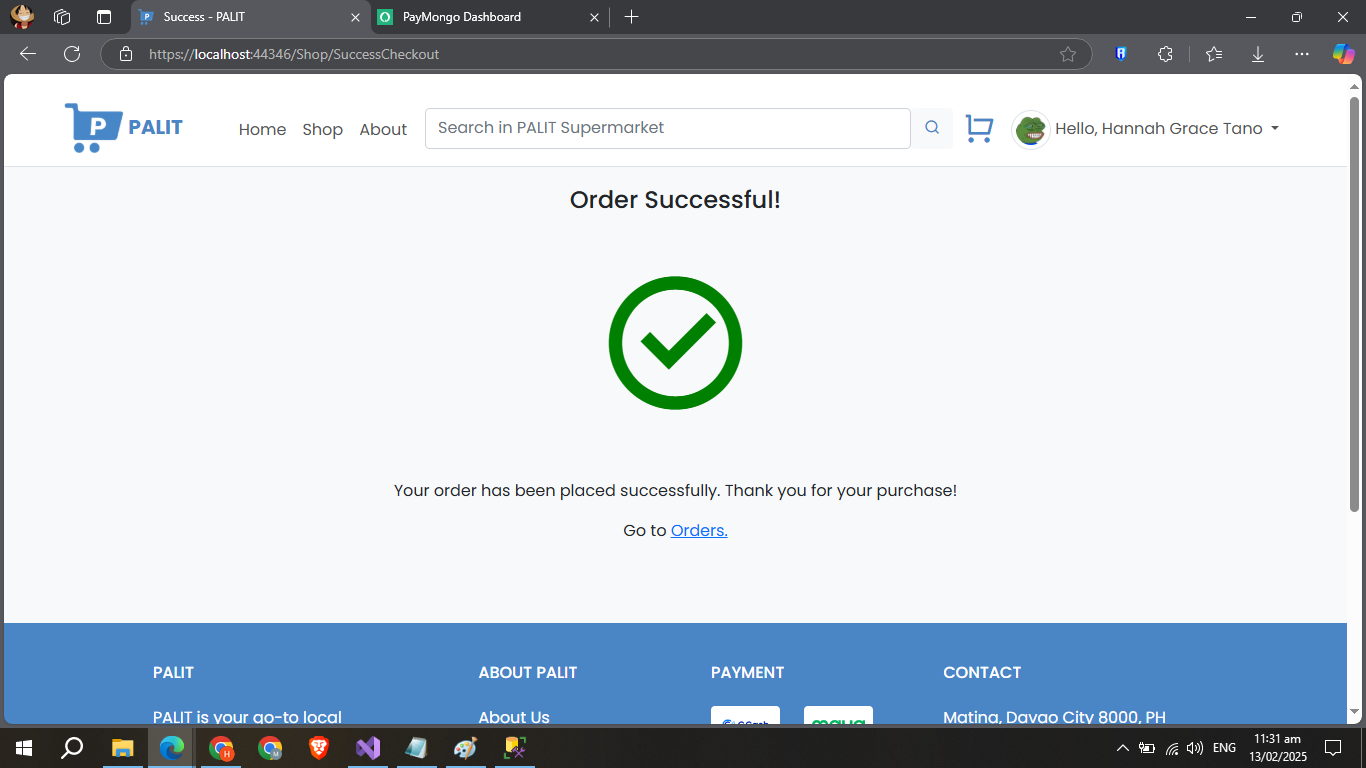 Success - PALIT
PayMongo Dashboard
https://localhost:44346/Shop/SuccessCheckout
P PALIT
Home
Shop
About
Search in PALIT Supermarket
Hello, Hannah Grace Tano
Order Successful!
Your order has been placed successfully. Thank you for your purchase!
Go to Orders.
PALIT
ABOUT PALIT
PAYMENT
CONTACT
PALIT is your go-to local
About Us
GCash
maya
Matina, Davao City 8000, PH
ENG
11:31 am
13/02/2025